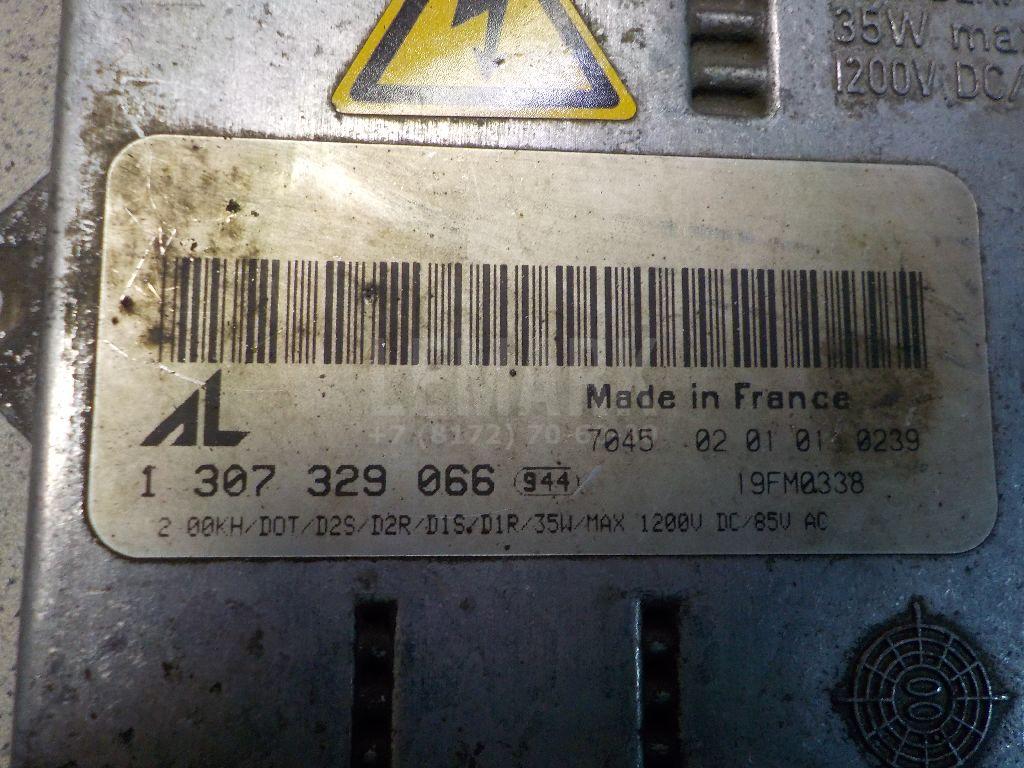 35W
1200V DC/
Made in France
AL
7045 02 01 01 0239
1 307 329 066 944
19FM0338
2 00KH/DOT/D2S/D2R/D1S/D1R/35W/MAX 1200V DC/85V AC